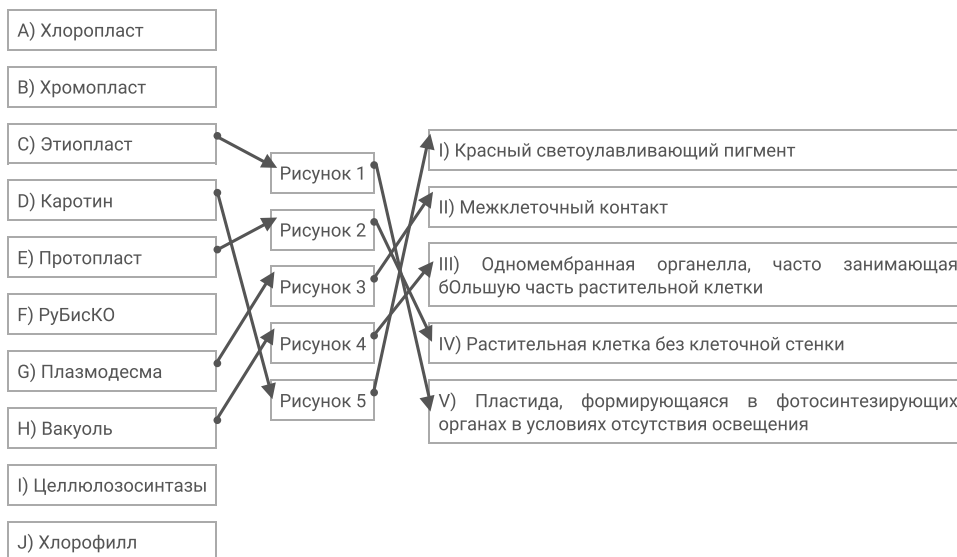 A) Хлоропласт
B) Хромопласт
C) Этиопласт
D) Каротин
E) Протопласт
F) РуБисКО
G) Плазмодесма
H) Вакуоль
I) Целлюлозосинтазы
J) Хлорофилл
Рисунок 1
Рисунок 2
Рисунок 3
Рисунок 4
Рисунок 5
I) Красный светоулавливающий пигмент
II) Межклеточный контакт
III) Одномембранная органелла, часто занимающая
бОльшую часть растительной клетки
IV) Растительная клетка без клеточной стенки
V) Пластида, формирующаяся в фотосинтезирующих
органах в условиях отсутствия освещения